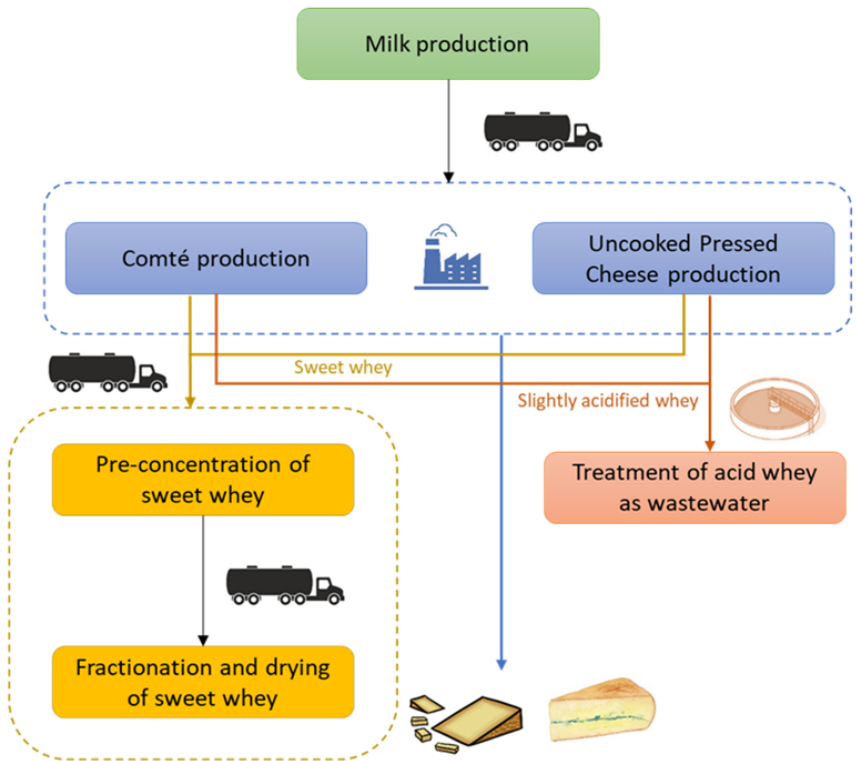 Milk production
Comté production
Uncooked Pressed
Cheese production
Sweet whey
Slightly acidified whey
Pre-concentration of
sweet whey
Treatment of acid whey
as wastewater
Fractionation and drying
of sweet whey